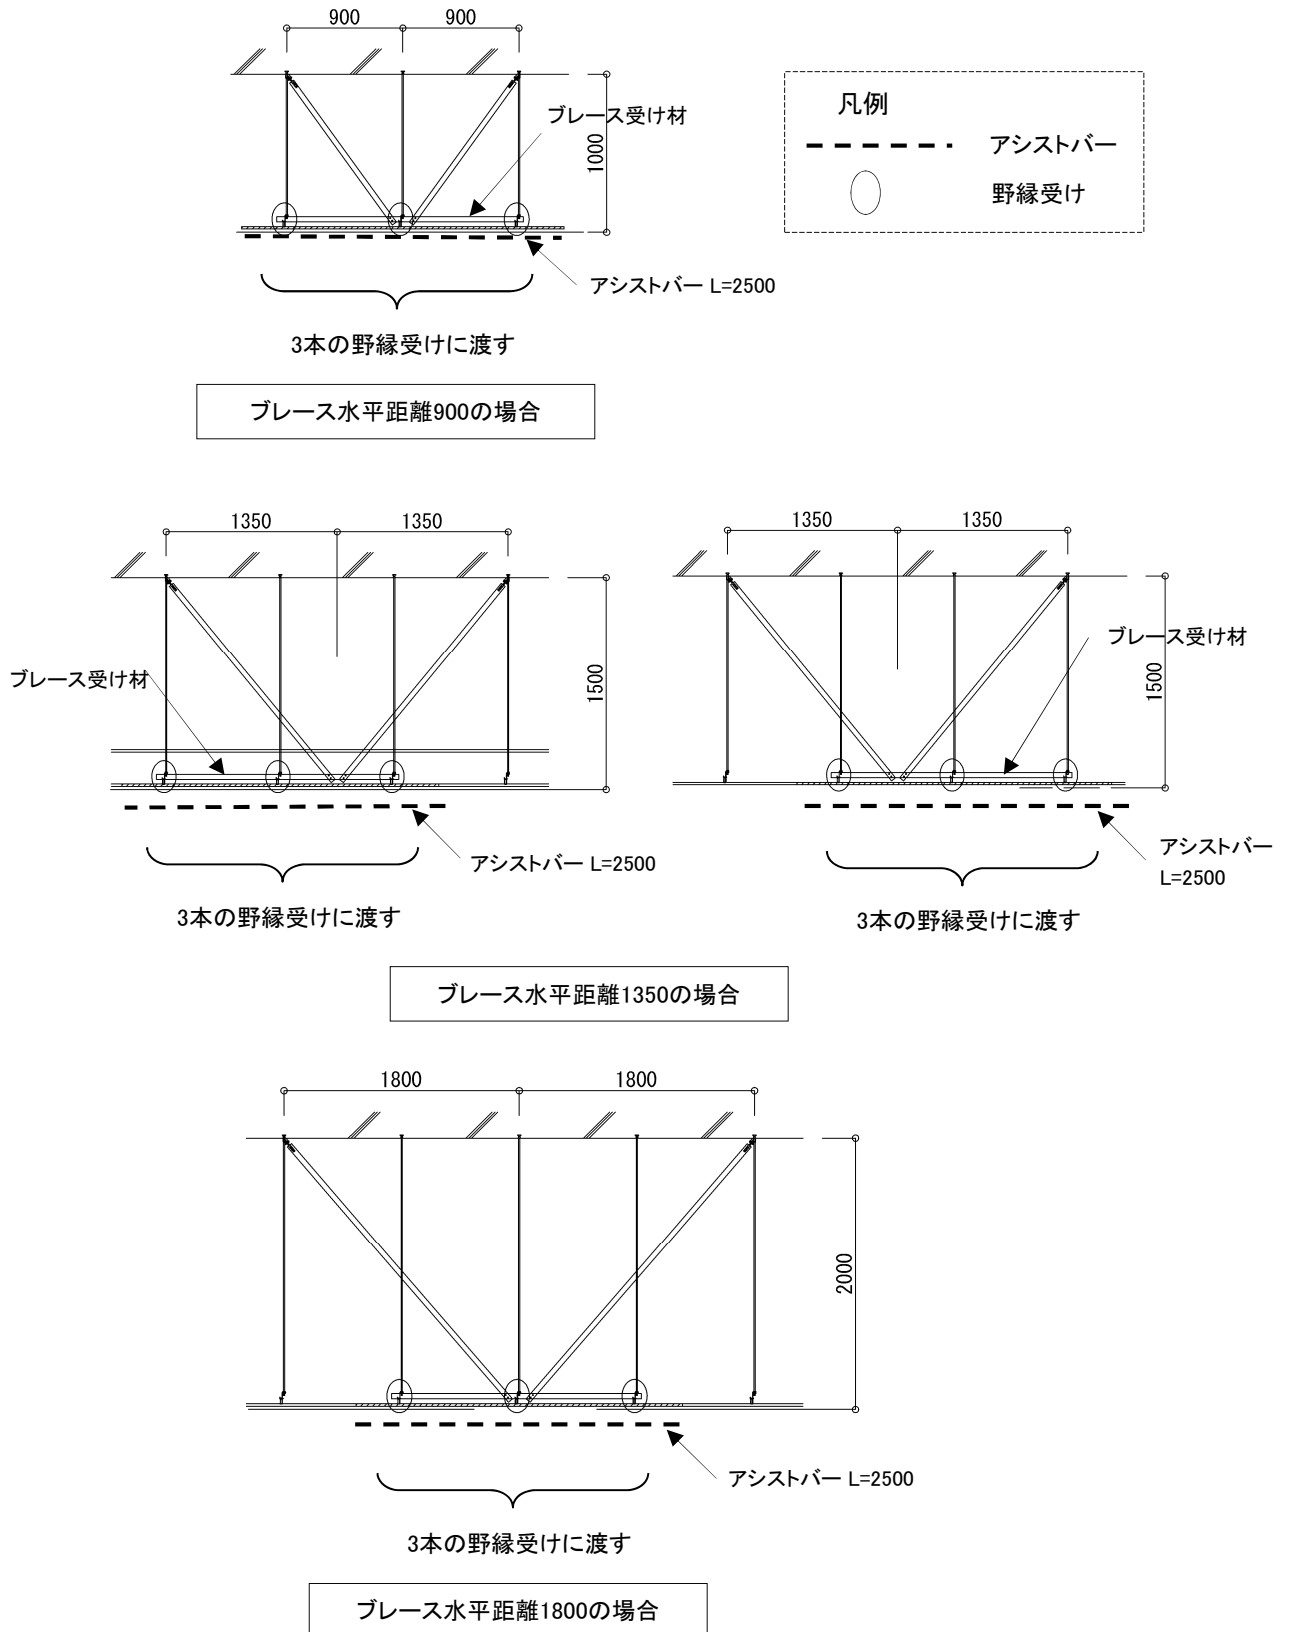 900
900
ブレース受け材
1000
凡例
アシストバー
野縁受け
アシストバー L=2500
3本の野縁受けに渡す
ブレース水平距離900の場合
1350
1350
ブレース受け材
1500
アシストバー L=2500
3本の野縁受けに渡す
1350
1350
ブレース受け材
1500
アシストバー
L=2500
3本の野縁受けに渡す
ブレース水平距離1350の場合
1800
1800
2000
アシストバー L=2500
3本の野縁受けに渡す
ブレース水平距離1800の場合